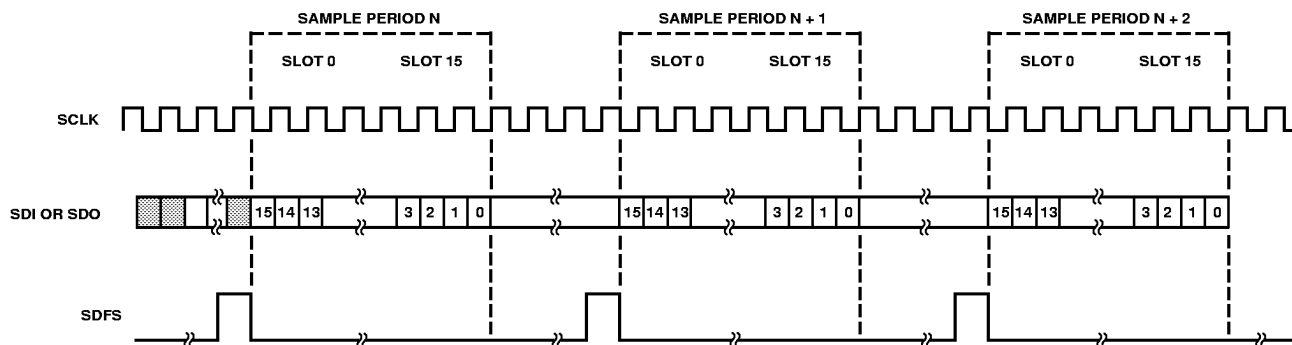 SAMPLE PERIOD N SAMPLE PERIOD N + 1 SAMPLE PERIOD N + 2
SLOT 0 SLOT 15 SLOT 0 SLOT 15 SLOT 0 SLOT 15
SCLK
SDI OR SDO 15 14 13 3 2 1 0 15 14 13 3 2 1 0 15 14 13 3 2 1 0
SDFS